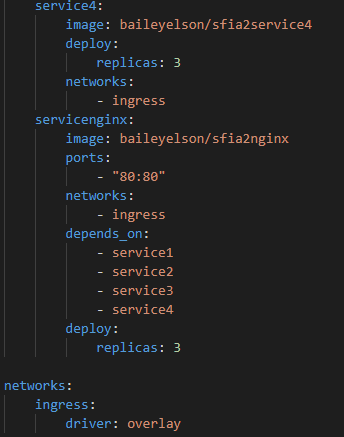 service4:
image: baileyelson/sfia2service4
deploy:
replicas: 3
networks:
- ingress
servicenginx:
image: baileyelson/sfia2nginx
ports:
- "80:80"
networks:
- ingress
depends_on:
- service1
- service2
- service3
- service4
deploy:
replicas: 3
networks:
ingress:
driver: overlay